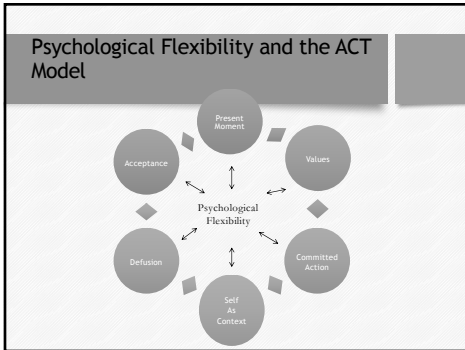 Psychological Flexibility and the ACT
Model
Present
Moment
Acceptance
Values
Psychological
Flexibility
Defusion
Committed
Action
Self
As
Context